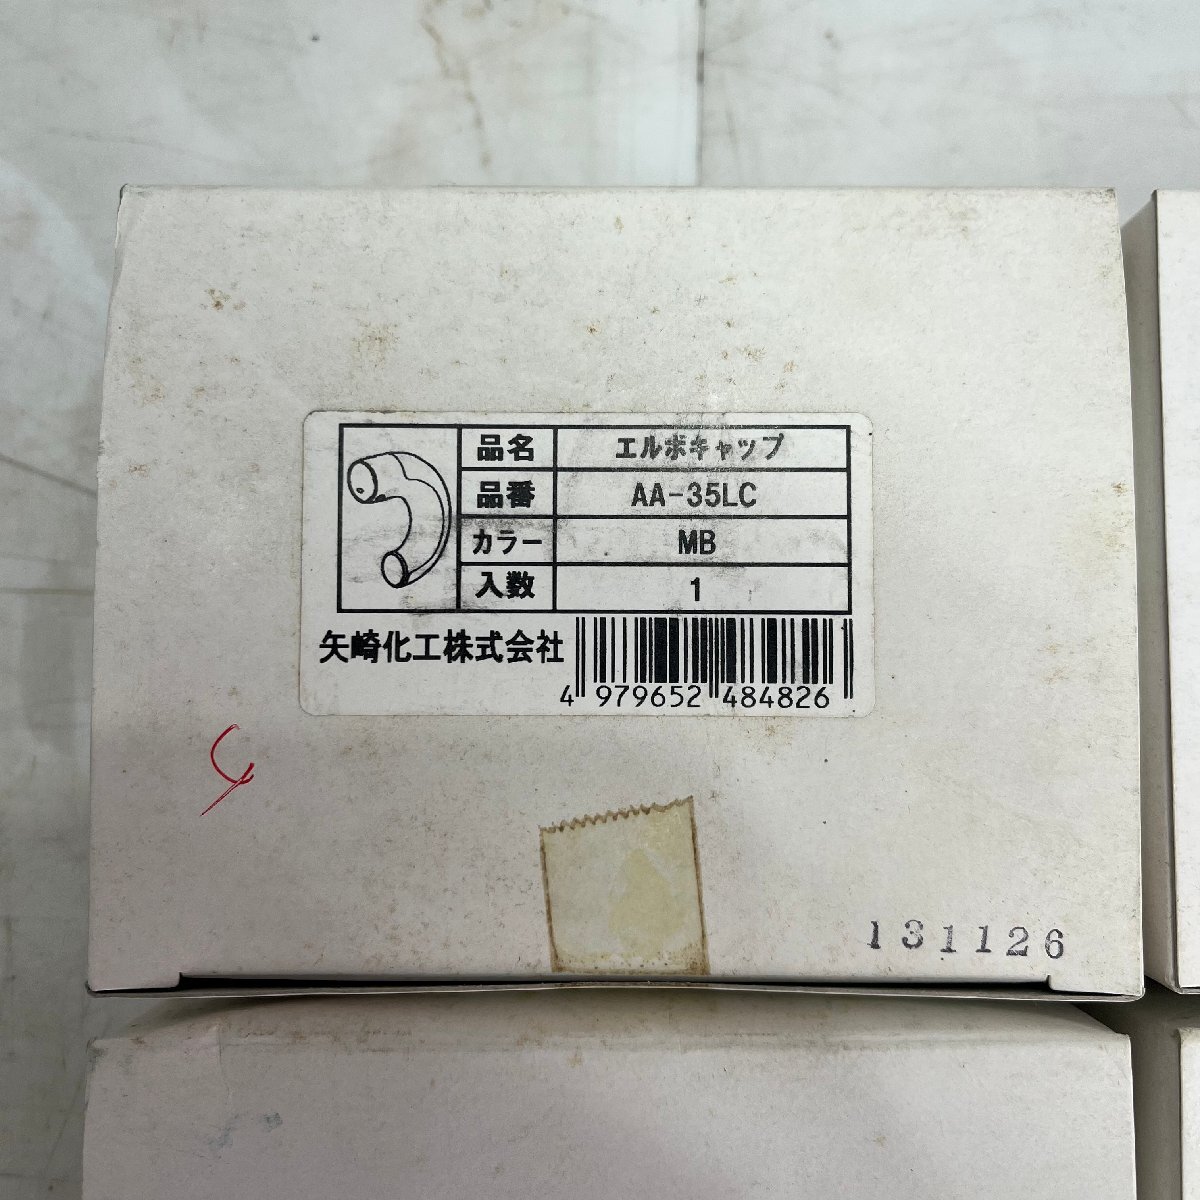 品名 エルボキャップ
品番 AA-35LC
カラー MB
入数 1
矢崎化工株式会社
4 979652 484826
131126